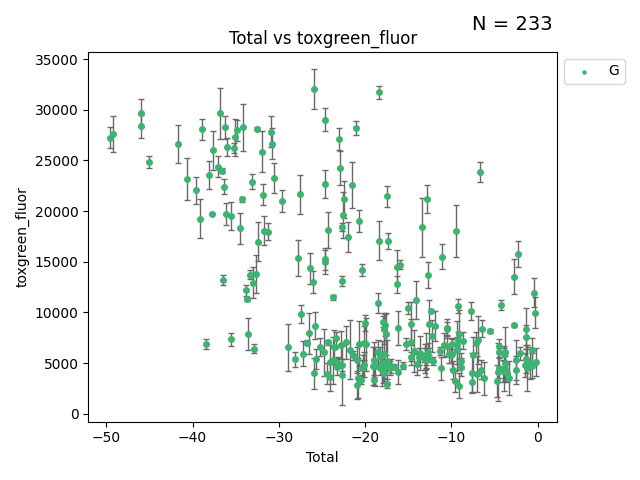 N = 233
Total vs toxgreen_fluor
G
toxgreen_fluor
35000
30000
25000
20000
15000
10000
5000
0
−50 −40 −30 −20 −10 0
Total